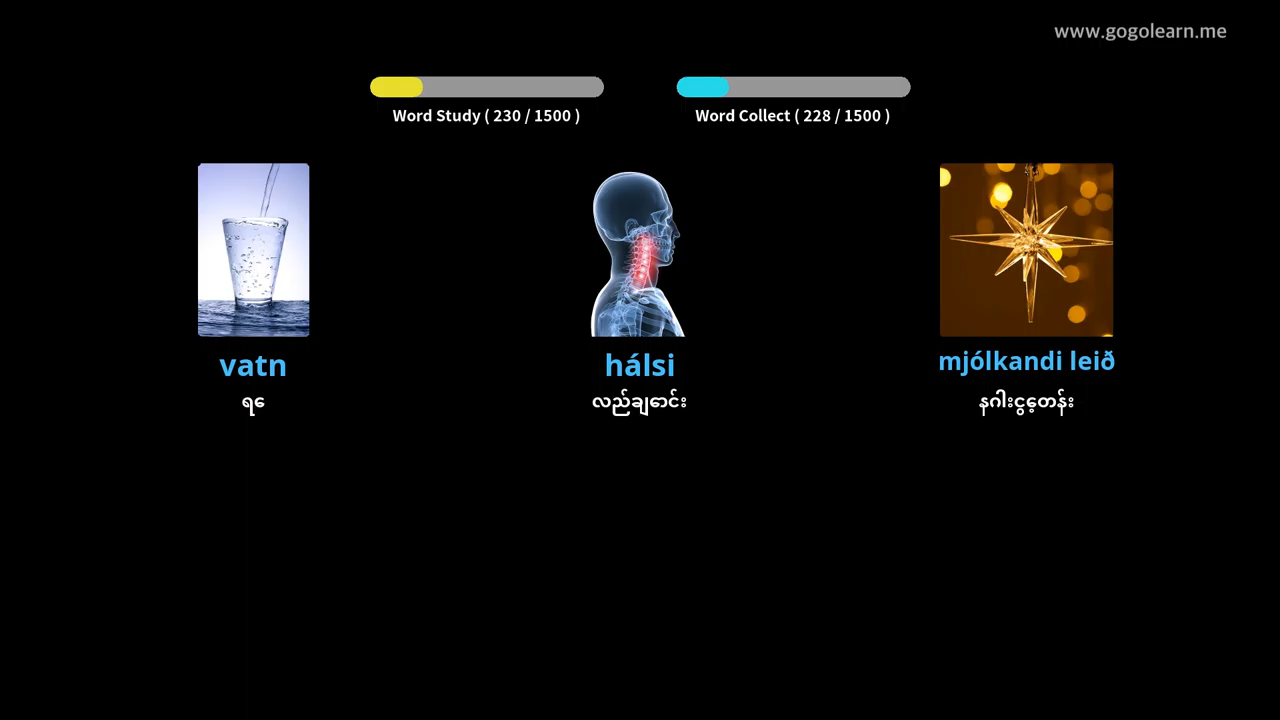 www.gogolearn.me
Word Study ( 230 / 1500 )
Word Collect ( 228 / 1500 )
vatn
ရေ
hálsi
လည်ချောင်း
mjólkandi leið
နဂါးငွေ့တန်း